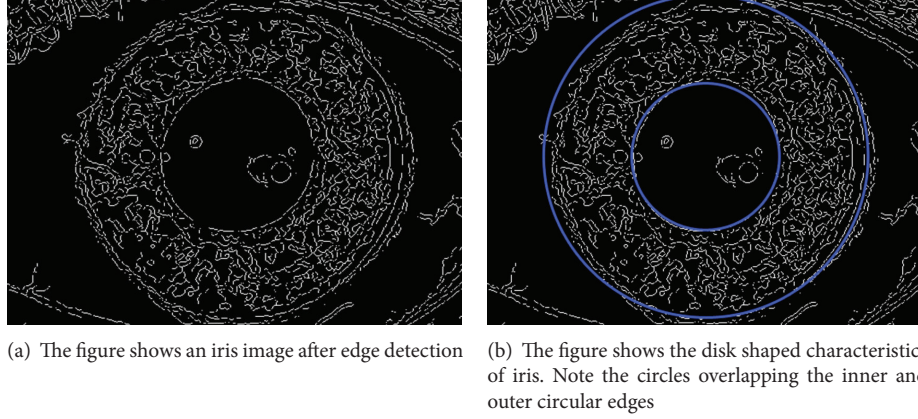 (a) The figure shows an iris image after edge detection
(b) The figure shows the disk shaped characteristic
of iris. Note the circles overlapping the inner and
outer circular edges